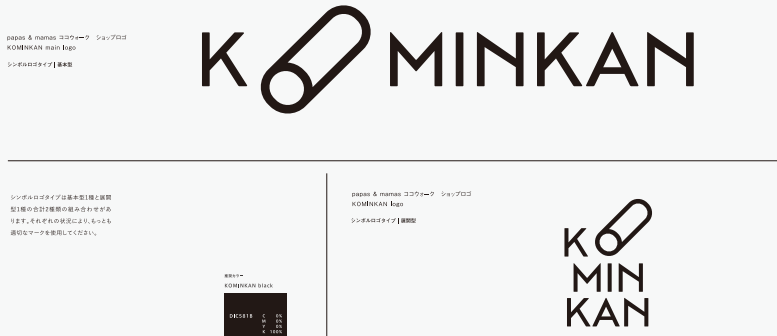 papas & mamas ココウォーク　ショップロゴ
KOMINKAN main logo
シンボルロゴタイプ | 基本型
KOMINKAN
シンボルロゴタイプは基本型1種と展開
型1種の合計2種類の組み合わせがあ
ります。それぞれの状況により、もっとも
適切なマークを使用してください。
KOMINKAN black
DIC581B
C 0%
M 0%
Y 0%
K 100%
papas & mamas ココウォーク　ショップロゴ
KOMINKAN logo
シンボルロゴタイプ | 展開型
KO
MIN
KAN